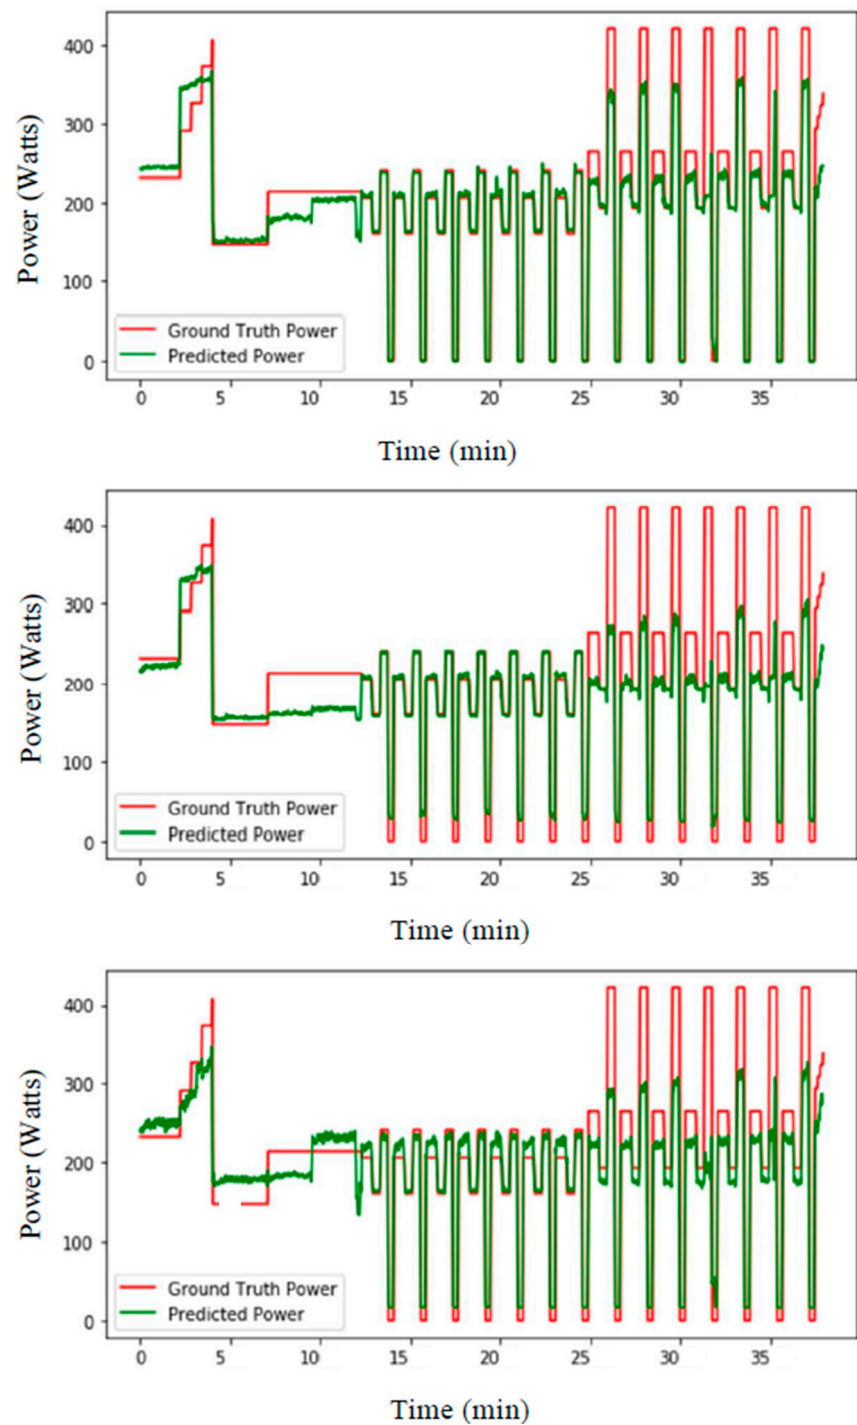 400
300
200
100
0
Power (Watts)
Ground Truth Power
Predicted Power
0 5 10 15 20 25 30 35
Time (min)
400
300
200
100
0
Power (Watts)
Ground Truth Power
Predicted Power
0 5 10 15 20 25 30 35
Time (min)
400
300
200
100
0
Power (Watts)
Ground Truth Power
Predicted Power
0 5 10 15 20 25 30 35
Time (min)